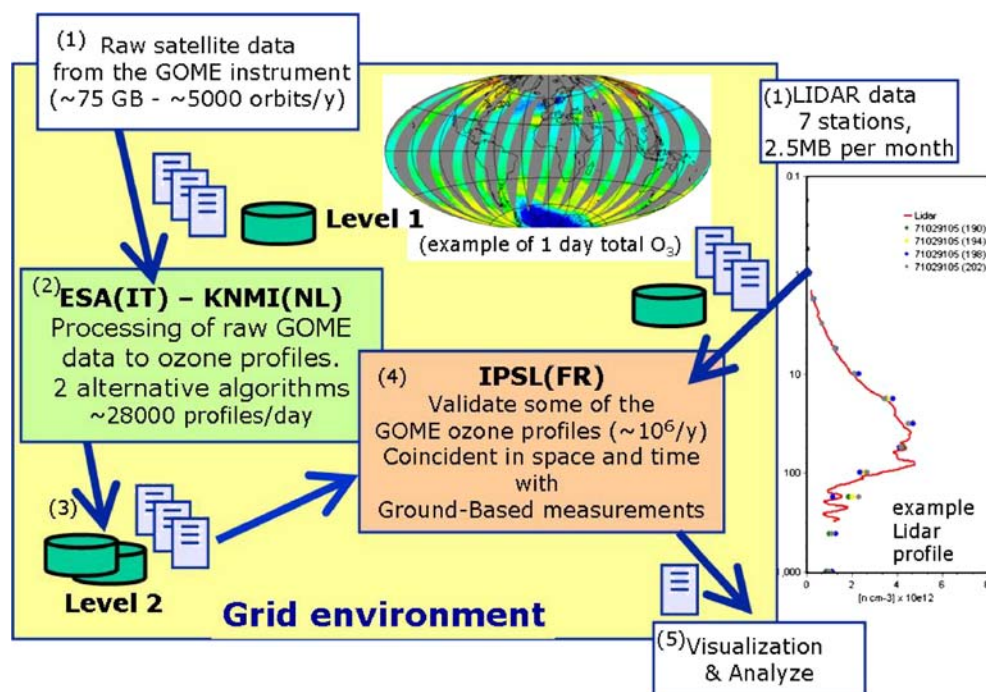 (1) Raw satellite data
from the GOME instrument
(~75 GB - ~5000 orbits/y)
(1)LIDAR data
7 stations,
2.5MB per month
Level 1
(example of 1 day total O₃)
(2)ESA(IT) – KNMI(NL)
Processing of raw GOME
data to ozone profiles.
2 alternative algorithms
~28000 profiles/day
(4) IPSL(FR)
Validate some of the
GOME ozone profiles (~10⁶/y)
Coincident in space and time
with
Ground-Based measurements
(3)
Level 2
Grid environment
(5)Visualization
& Analyze
0.1
Lidar
71029105 (190)
71029105 (194)
71029105 (198)
71029105 (202)
10
100
,000
example
Lidar
profile
0 2 4 6 8
[n cm-3] x 10e12